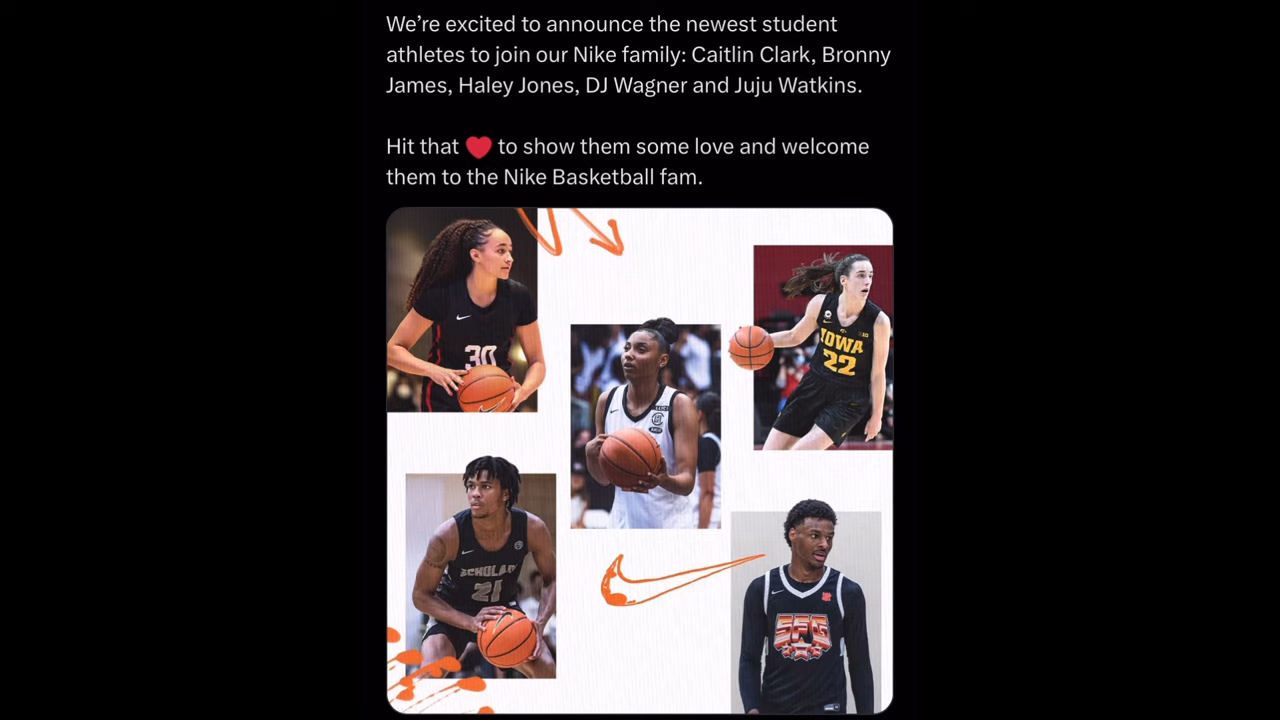 We’re excited to announce the newest student
athletes to join our Nike family: Caitlin Clark, Bronny
James, Haley Jones, DJ Wagner and Juju Watkins.
Hit that ❤️ to show them some love and welcome
them to the Nike Basketball fam.
30
IOWA
22
SCHOLAR
21
SFG